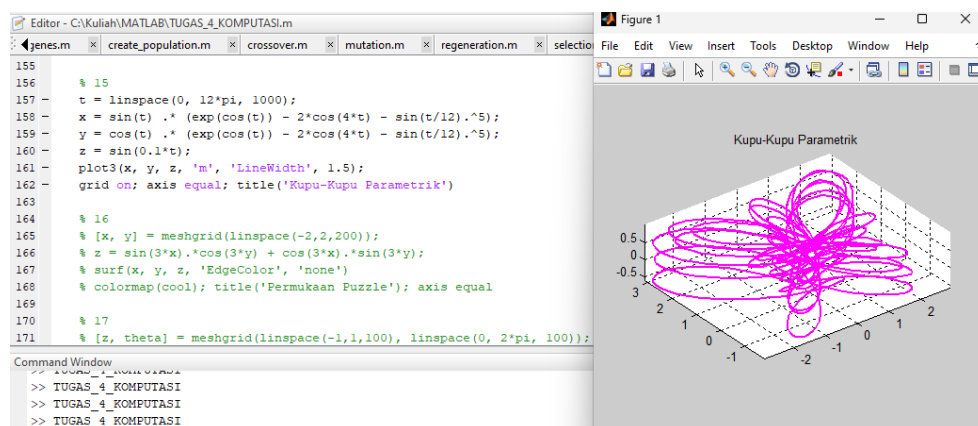 Editor - C:\Kuliah\MATLAB\TUGAS_4_KOMPUTASI.m
genes.m × create_population.m × crossover.m × mutation.m × regeneration.m × selection
155
156 % 15
157 - t = linspace(0, 12*pi, 1000);
158 - x = sin(t) .* (exp(cos(t)) - 2*cos(4*t) - sin(t/12).^5);
159 - y = cos(t) .* (exp(cos(t)) - 2*cos(4*t) - sin(t/12).^5);
160 - z = sin(0.1*t);
161 - plot3(x, y, z, 'm', 'LineWidth', 1.5);
162 - grid on; axis equal; title('Kupu-Kupu Parametrik')
163
164 % 16
165 % [x, y] = meshgrid(linspace(-2,2,200));
166 % z = sin(3*x).*cos(3*y) + cos(3*x).*sin(3*y);
167 % surf(x, y, z, 'EdgeColor', 'none')
168 % colormap(cool); title('Permukaan Puzzle'); axis equal
169
170 % 17
171 % [z, theta] = meshgrid(linspace(-1,1,100), linspace(0, 2*pi, 100));
Command Window
>> TUGAS_4_KOMPUTASI
>> TUGAS_4_KOMPUTASI
>> TUGAS_4_KOMPUTASI
>> TUGAS_4_KOMPUTASI
Figure 1
File Edit View Insert Tools Desktop Window Help
Kupu-Kupu Parametrik
0.5
0
-0.5
3
2
1
0
-1
-2
-1
0
1
2